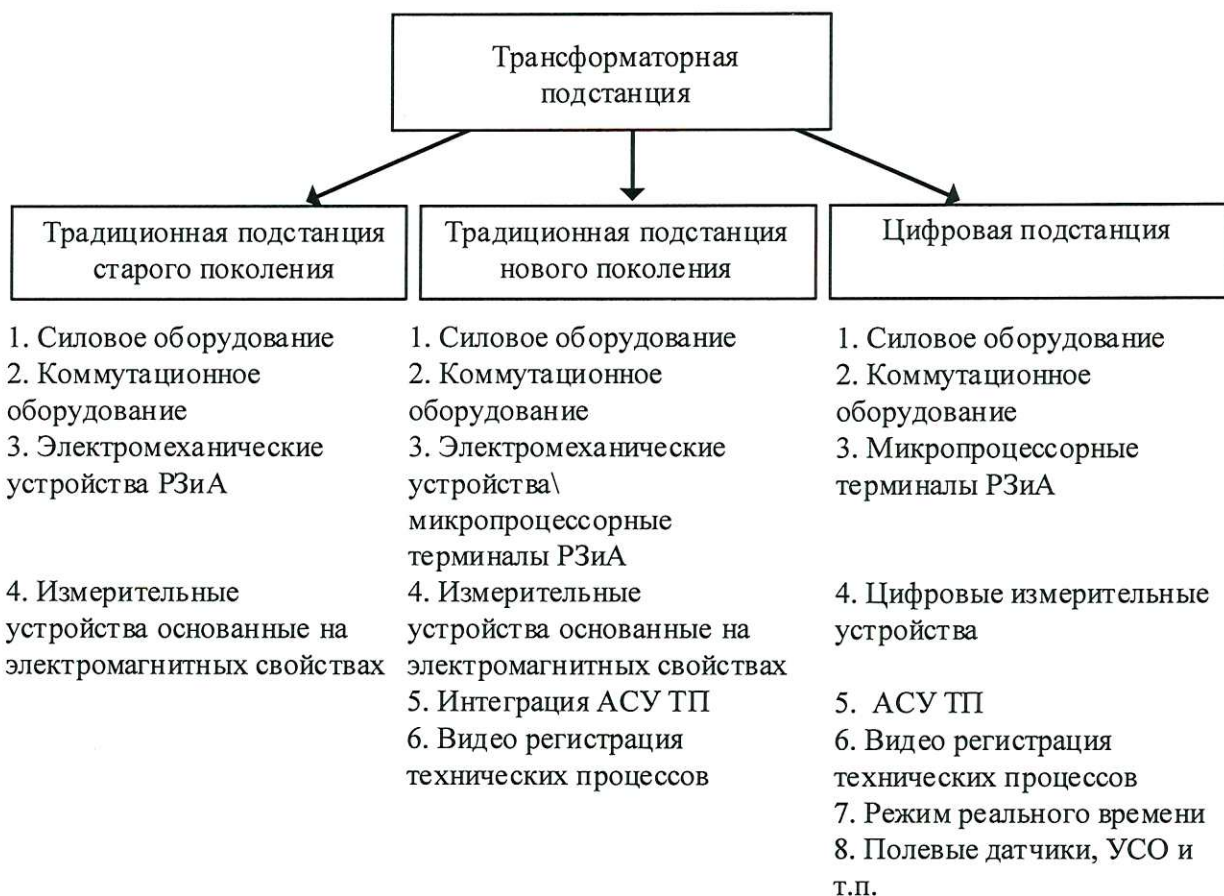 Трансформаторная
подстанция
Традиционная подстанция
старого поколения
1. Силовое оборудование
2. Коммутационное
оборудование
3. Электромеханические
устройства РЗиА
4. Измерительные
устройства основанные на
электромагнитных свойствах
Традиционная подстанция
нового поколения
1. Силовое оборудование
2. Коммутационное
оборудование
3. Электромеханические
устройства\
микропроцессорные
терминалы РЗиА
4. Измерительные
устройства основанные на
электромагнитных свойствах
5. Интеграция АСУ ТП
6. Видео регистрация
технических процессов
Цифровая подстанция
1. Силовое оборудование
2. Коммутационное
оборудование
3. Микропроцессорные
терминалы РЗиА
4. Цифровые измерительные
устройства
5. АСУ ТП
6. Видео регистрация
технических процессов
7. Режим реального времени
8. Полевые датчики, УСО и
т.п.